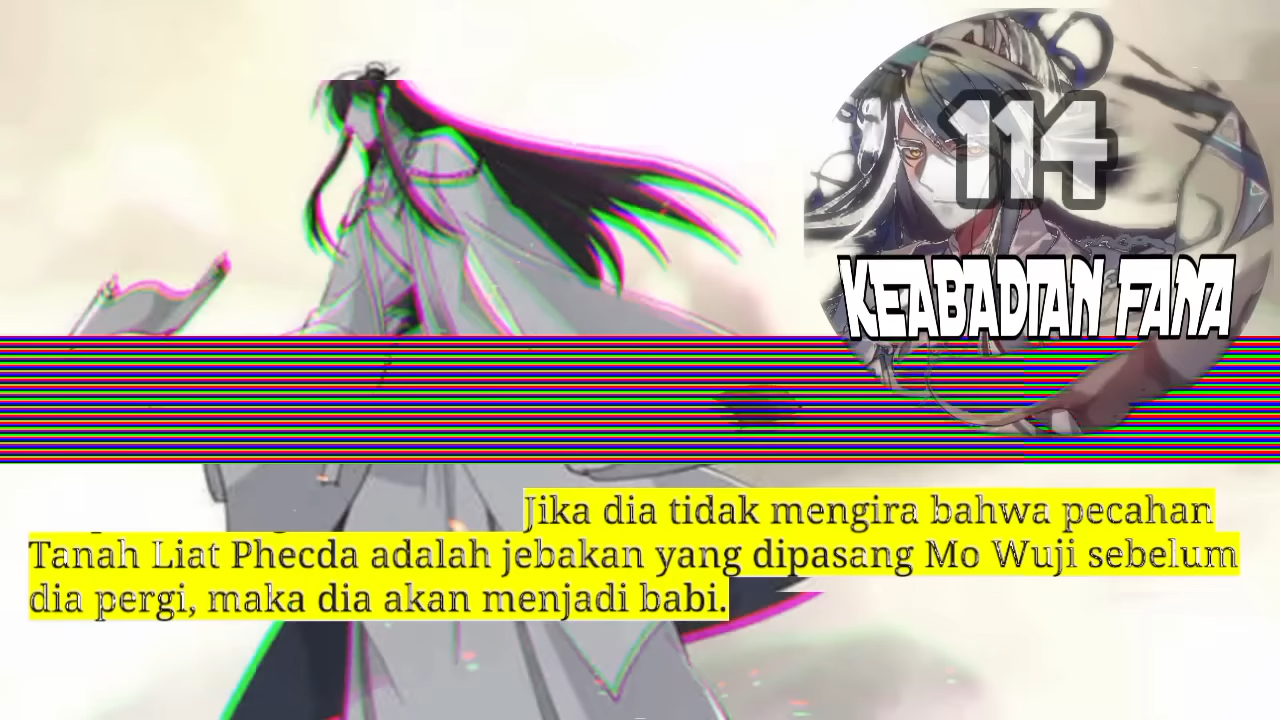 114
KEABADIAN FANA
Jika dia tidak mengira bahwa pecahan
Tanah Liat Phecda adalah jebakan yang dipasang Mo Wuji sebelum
dia pergi, maka dia akan menjadi babi.